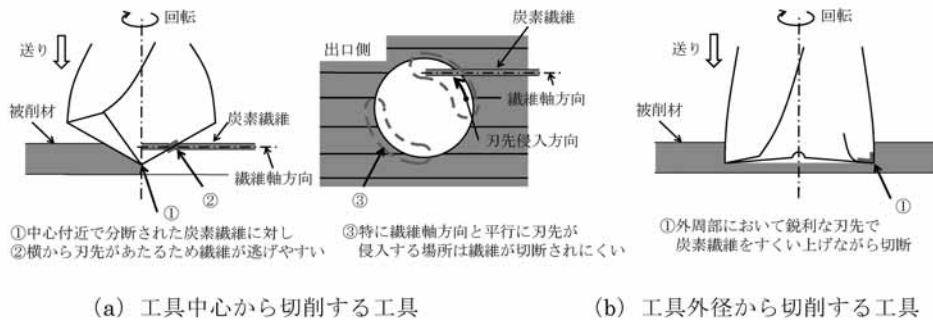 回転
送り
被削材
炭素繊維
繊維軸方向
①
②
出口側
炭素繊維
繊維軸方向
刃先侵入方向
③
回転
送り
被削材
①
①中心付近で分断された炭素繊維に対し
②横から刃先があたるため繊維が逃げやすい
③特に繊維軸方向と平行に刃先が
侵入する場所は繊維が切断されにくい
①外周部において鋭利な刃先で
炭素繊維をすくい上げながら切断
(a) 工具中心から切削する工具
(b) 工具外径から切削する工具